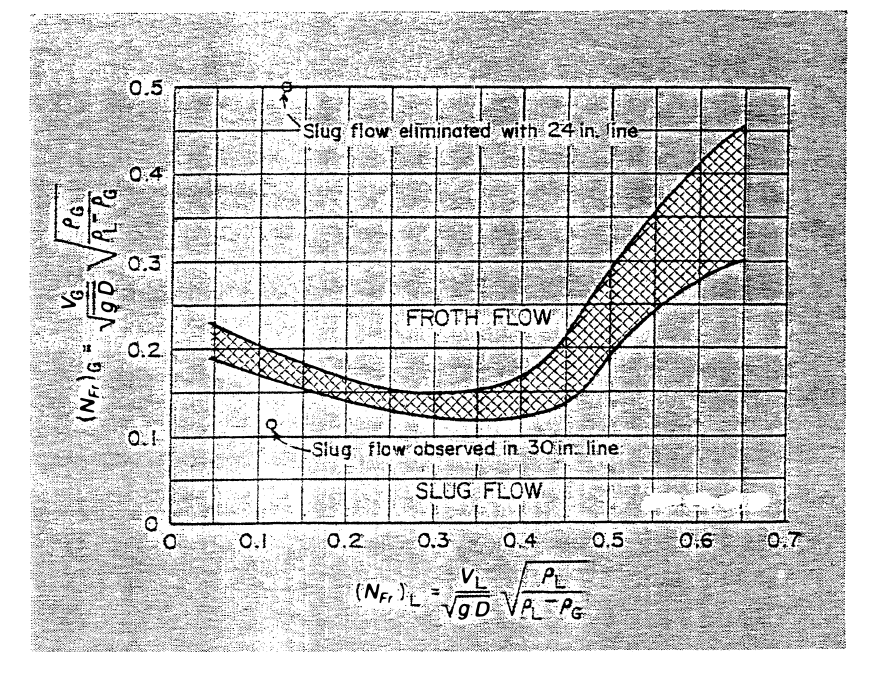 0.5
Slug flow eliminated with 24 in. line
0.4
0.3
FROTH FLOW
0.2
0.1
Slug flow observed in 30 in. line
SLUG FLOW
0
0 0.1 0.2 0.3 0.4 0.5 0.6 0.7
(N_Fr)_G = V_G/√(gD) √(ρ_G/(ρ_L-ρ_G))
(N_Fr)_L = V_L/√(gD) √(ρ_L/(ρ_L-ρ_G))